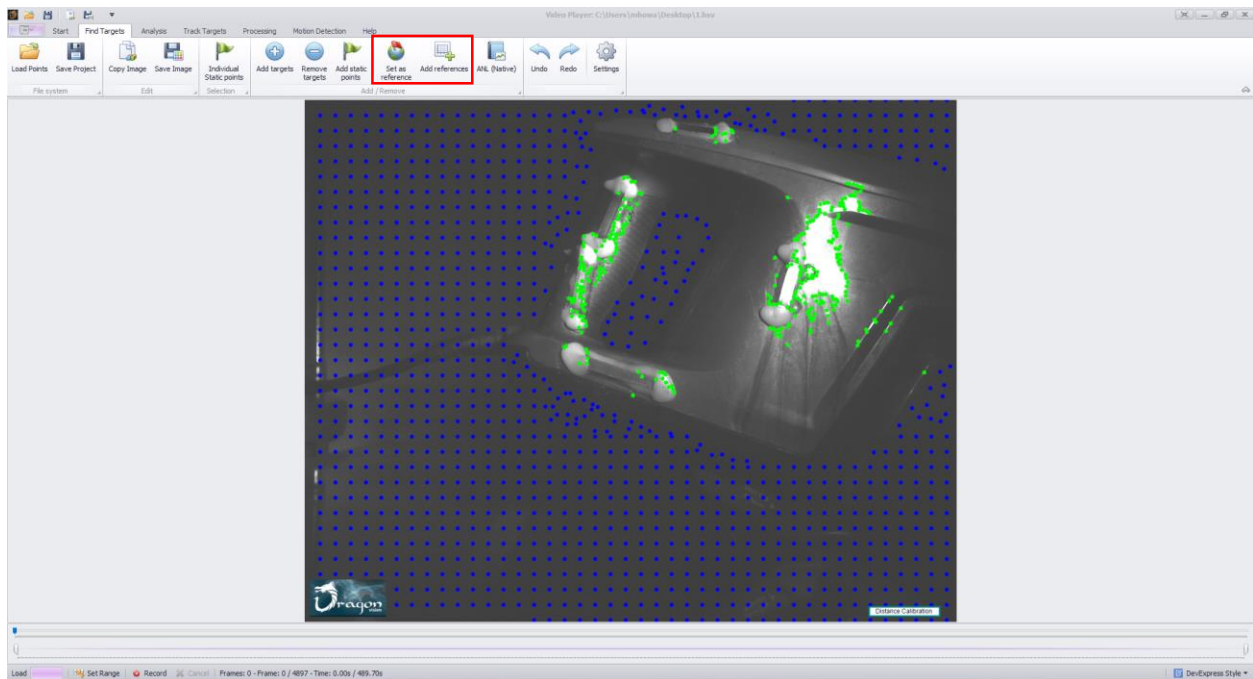 Video Player: C:\Users\mhowa\Desktop\1.hsv
Start Find Targets Analysis Track Targets Processing Motion Detection Help
Load Points Save Project Copy Image Save Image Individual Static points Add targets Remove targets Add static points Set as reference Add references ANL (Native) Undo Redo Settings
File system Edit Selection Add / Remove
Dragon
Distance Calibration
Load Set Range Record Cancel Frames: 0 - Frame: 0 / 4897 - Time: 0.00s / 489.70s DevExpress Style